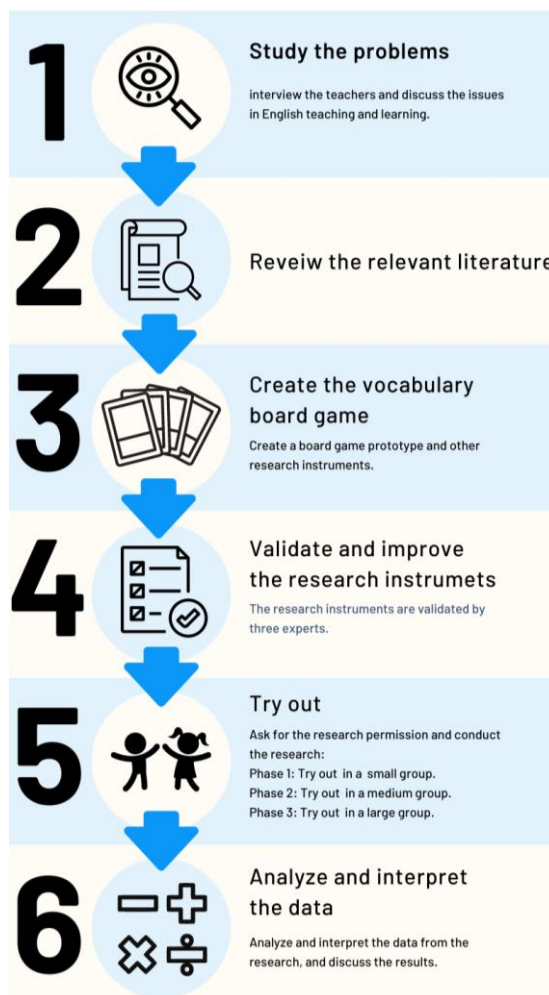 1
Study the problems
interview the teachers and discuss the issues
in English teaching and learning.
2
Reveiw the relevant literature
3
Create the vocabulary
board game
Create a board game prototype and other
research instruments.
4
Validate and improve
the research instrumets
The research instruments are validated by
three experts.
5
Try out
Ask for the research permission and conduct
the research:
Phase 1: Try out in a small group.
Phase 2: Try out in a medium group.
Phase 3: Try out in a large group.
6
Analyze and interpret
the data
Analyze and interpret the data from the
research, and discuss the results.